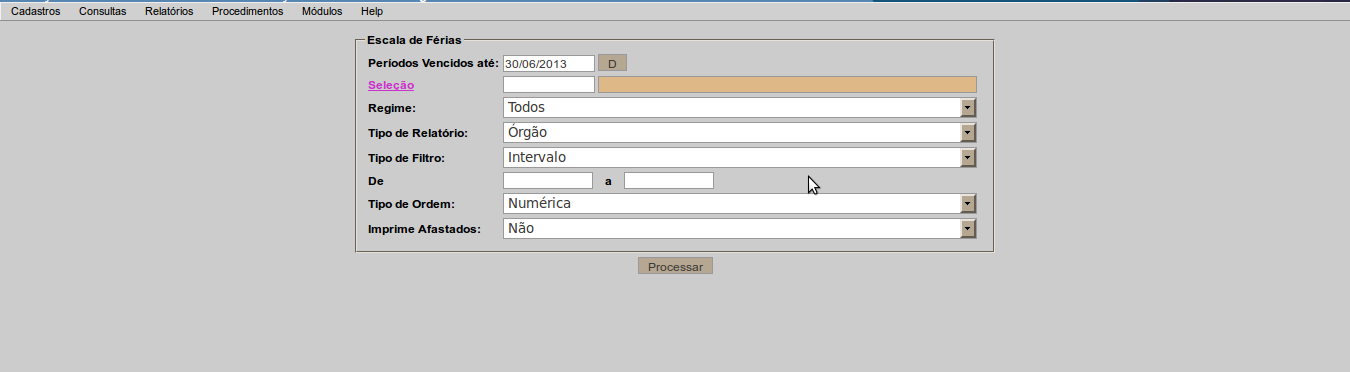 Cadastros Consultas Relatórios Procedimentos Módulos Help
Escala de Férias
Períodos Vencidos até: 30/06/2013 D
Seleção
Regime: Todos
Tipo de Relatório: Órgão
Tipo de Filtro: Intervalo
De a
Tipo de Ordem: Numérica
Imprime Afastados: Não
Processar